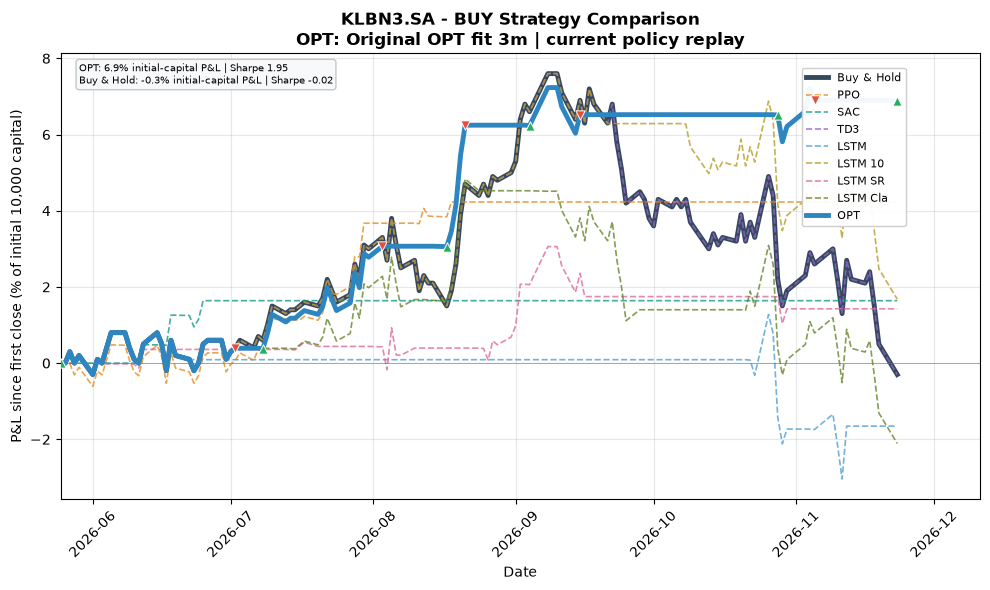 KLBN3.SA - BUY Strategy Comparison
OPT: Original OPT fit 3m | current policy replay
OPT: 6.9% initial-capital P&L | Sharpe 1.95
Buy & Hold: -0.3% initial-capital P&L | Sharpe -0.02
Buy & Hold
PPO
SAC
TD3
LSTM
LSTM 10
LSTM SR
LSTM Cla
OPT
P&L since first close (% of initial 10,000 capital)
8
6
4
2
0
−2
2026-06
2026-07
2026-08
2026-09
2026-10
2026-11
2026-12
Date